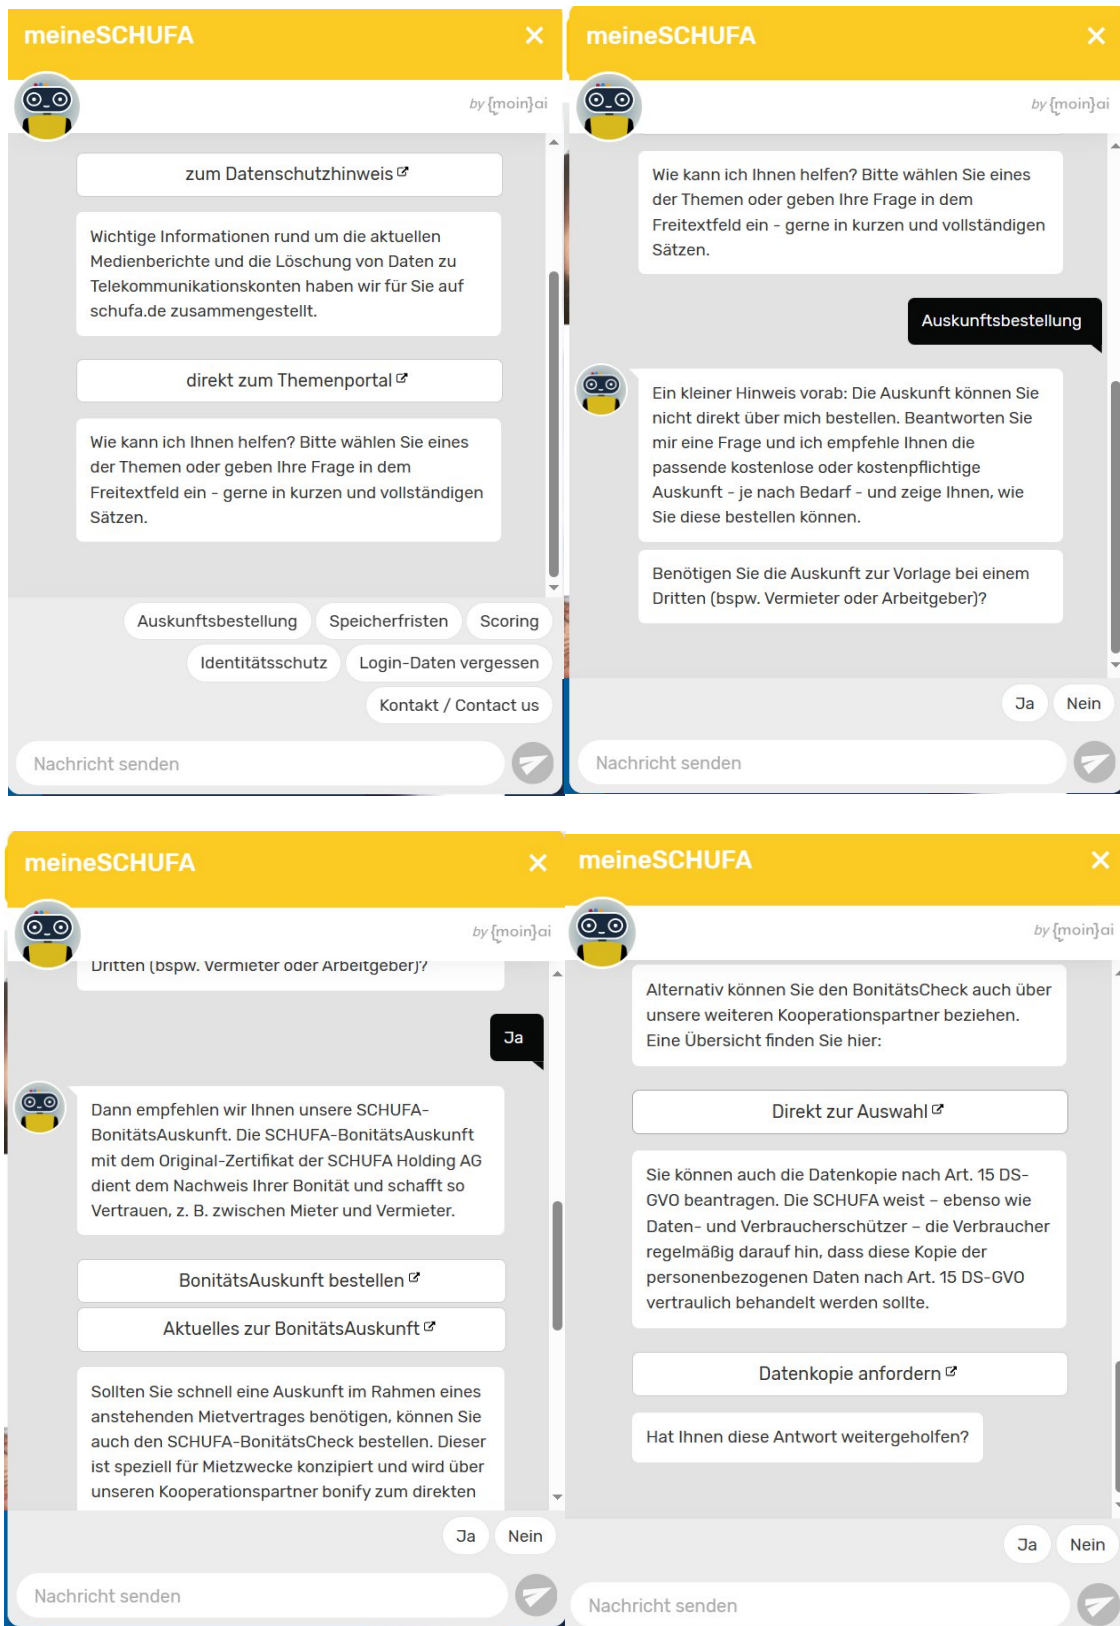 meineSCHUFA
by {moin}ai
zum Datenschutzhinweis
Wichtige Informationen rund um die aktuellen
Medienberichte und die Löschung von Daten zu
Telekommunikationskonten haben wir für Sie auf
schufa.de zusammengestellt.
direkt zum Themenportal
Wie kann ich Ihnen helfen? Bitte wählen Sie eines
der Themen oder geben Ihre Frage in dem
Freitextfeld ein - gerne in kurzen und vollständigen
Sätzen.
Auskunftsbestellung Speicherfristen Scoring
Identitätsschutz Login-Daten vergessen
Kontakt / Contact us
Nachricht senden
meineSCHUFA
by {moin}ai
Wie kann ich Ihnen helfen? Bitte wählen Sie eines
der Themen oder geben Ihre Frage in dem
Freitextfeld ein - gerne in kurzen und vollständigen
Sätzen.
Auskunftsbestellung
Ein kleiner Hinweis vorab: Die Auskunft können Sie
nicht direkt über mich bestellen. Beantworten Sie
mir eine Frage und ich empfehle Ihnen die
passende kostenlose oder kostenpflichtige
Auskunft - je nach Bedarf - und zeige Ihnen, wie
Sie diese bestellen können.
Benötigen Sie die Auskunft zur Vorlage bei einem
Dritten (bspw. Vermieter oder Arbeitgeber)?
Ja Nein
Nachricht senden
meineSCHUFA
by {moin}ai
Dritten (bspw. Vermieter oder Arbeitgeber)?
Ja
Dann empfehlen wir Ihnen unsere SCHUFA-
BonitätsAuskunft. Die SCHUFA-BonitätsAuskunft
mit dem Original-Zertifikat der SCHUFA Holding AG
dient dem Nachweis Ihrer Bonität und schafft so
Vertrauen, z. B. zwischen Mieter und Vermieter.
BonitätsAuskunft bestellen
Aktuelles zur BonitätsAuskunft
Sollten Sie schnell eine Auskunft im Rahmen eines
anstehenden Mietvertrages benötigen, können Sie
auch den SCHUFA-BonitätsCheck bestellen. Dieser
ist speziell für Mietzwecke konzipiert und wird über
unseren Kooperationspartner bonify zum direkten
Ja Nein
Nachricht senden
meineSCHUFA
by {moin}ai
Alternativ können Sie den BonitätsCheck auch über
unsere weiteren Kooperationspartner beziehen.
Eine Übersicht finden Sie hier:
Direkt zur Auswahl
Sie können auch die Datenkopie nach Art. 15 DS-
GVO beantragen. Die SCHUFA weist – ebenso wie
Daten- und Verbraucherschützer – die Verbraucher
regelmäßig darauf hin, dass diese Kopie der
personenbezogenen Daten nach Art. 15 DS-GVO
vertraulich behandelt werden sollte.
Datenkopie anfordern
Hat Ihnen diese Antwort weitergeholfen?
Ja Nein
Nachricht senden